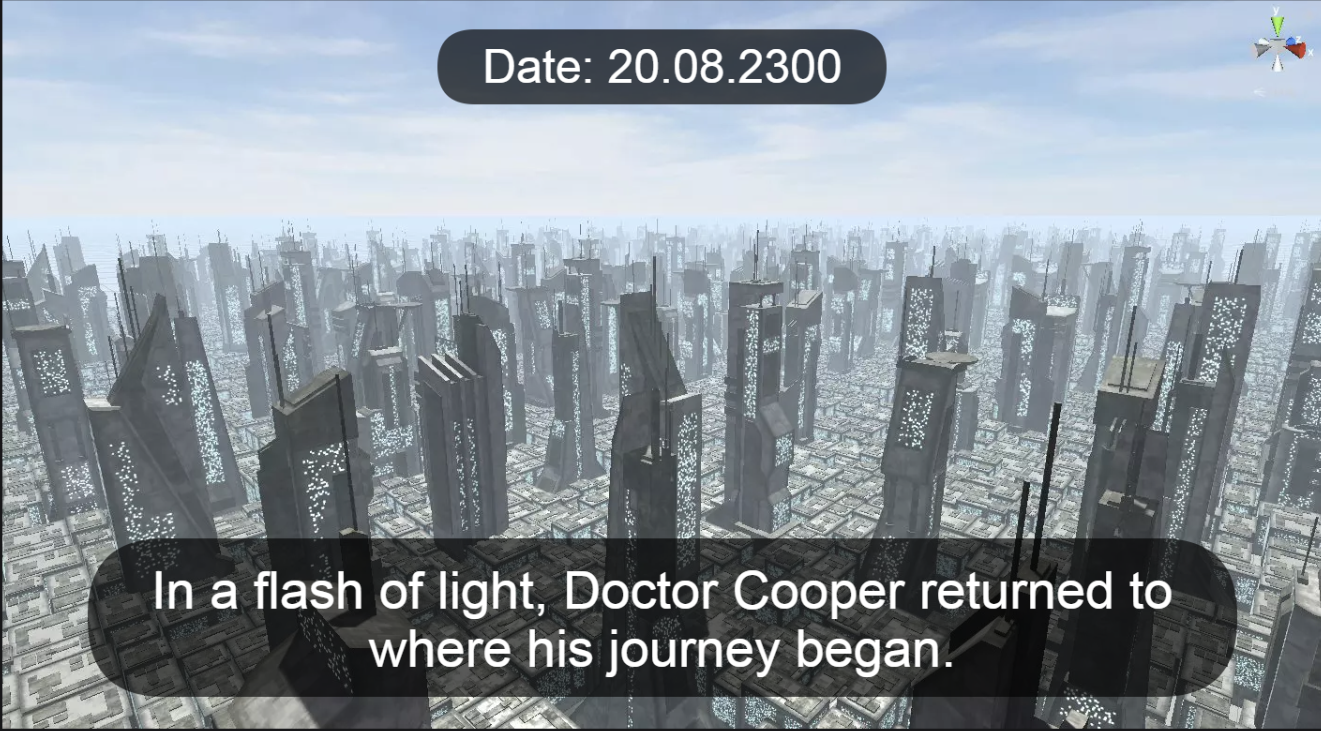 Date: 20.08.2300
y
z
x
In a flash of light, Doctor Cooper returned to
where his journey began.